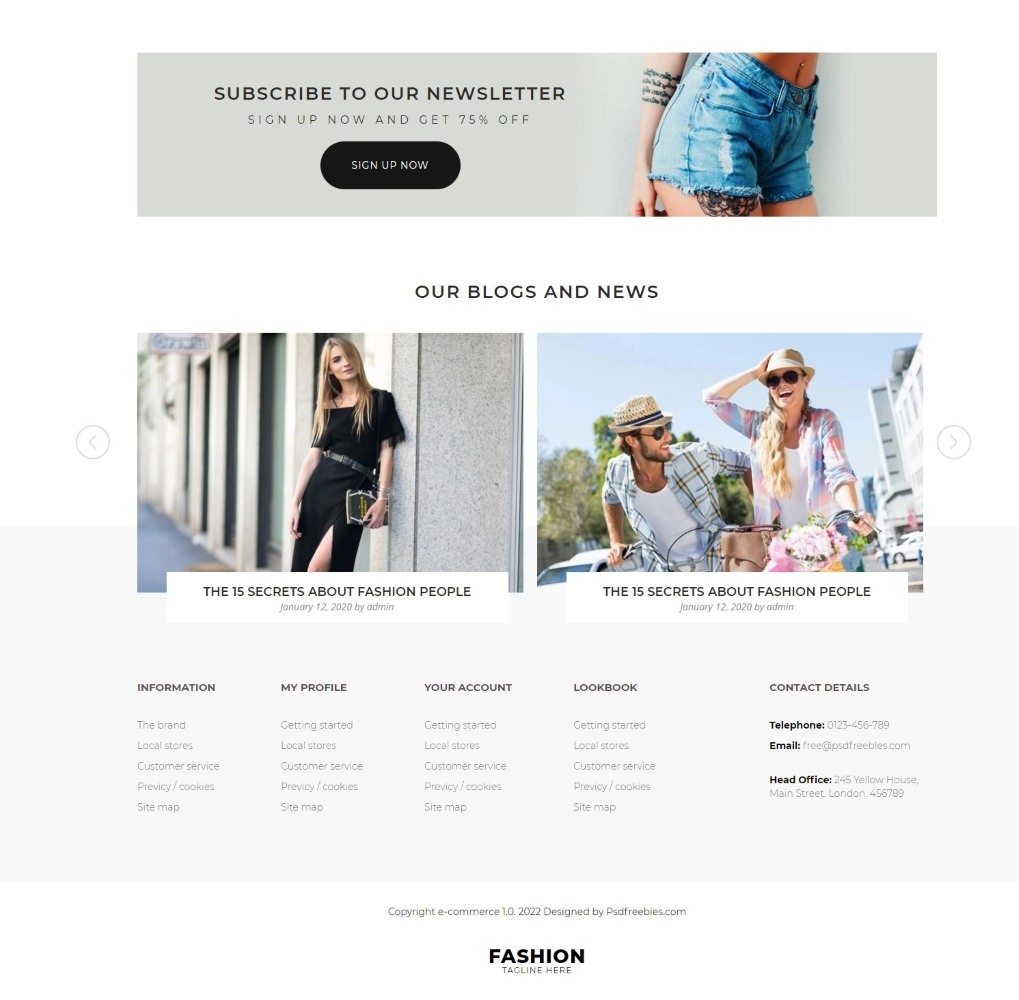 SUBSCRIBE TO OUR NEWSLETTER
SIGN UP NOW AND GET 75% OFF
SIGN UP NOW
OUR BLOGS AND NEWS
THE 15 SECRETS ABOUT FASHION PEOPLE
January 12, 2020 by admin
THE 15 SECRETS ABOUT FASHION PEOPLE
January 12, 2020 by admin
INFORMATION
The brand
Local stores
Customer service
Previcy / cookies
Site map
MY PROFILE
Getting started
Local stores
Customer service
Previcy / cookies
Site map
YOUR ACCOUNT
Getting started
Local stores
Customer service
Previcy / cookies
Site map
LOOKBOOK
Getting started
Local stores
Customer service
Previcy / cookies
Site map
CONTACT DETAILS
Telephone: 0123-456-789
Email: free@psdfreebies.com
Head Office: 245 Yellow House,
Main Street, London. 456789
Copyright e-commerce 1.0. 2022 Designed by Psdfreebies.com
FASHION
TAGLINE HERE